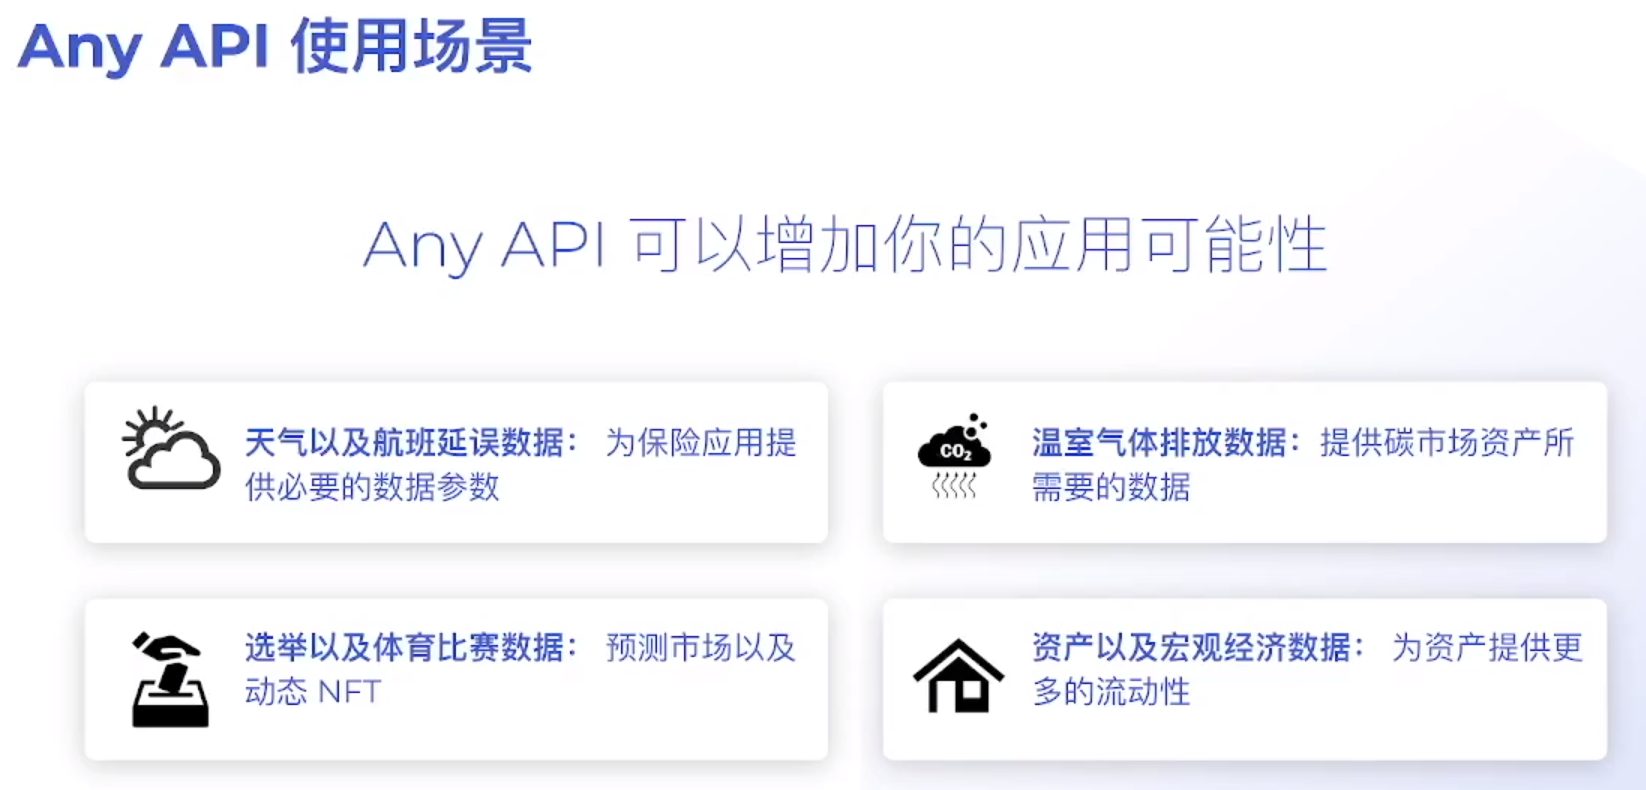 Any API 使用场景
Any API 可以增加你的应用可能性
天气以及航班延误数据： 为保险应用提
供必要的数据参数
CO₂
温室气体排放数据：提供碳市场资产所
需要的数据
选举以及体育比赛数据： 预测市场以及
动态 NFT
资产以及宏观经济数据： 为资产提供更
多的流动性